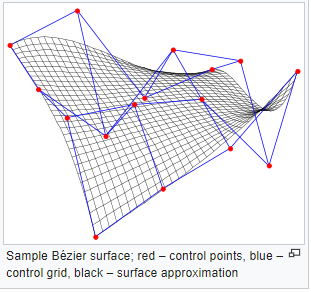 Sample Bézier surface; red – control points, blue –
control grid, black – surface approximation